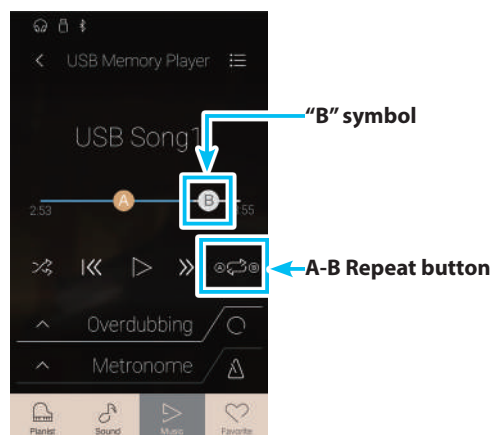 USB Memory Player
"B" symbol
USB Song1
A
B
2:53
:55
A B
A-B Repeat button
Overdubbing
Metronome
Pianist Sound Music Favorite